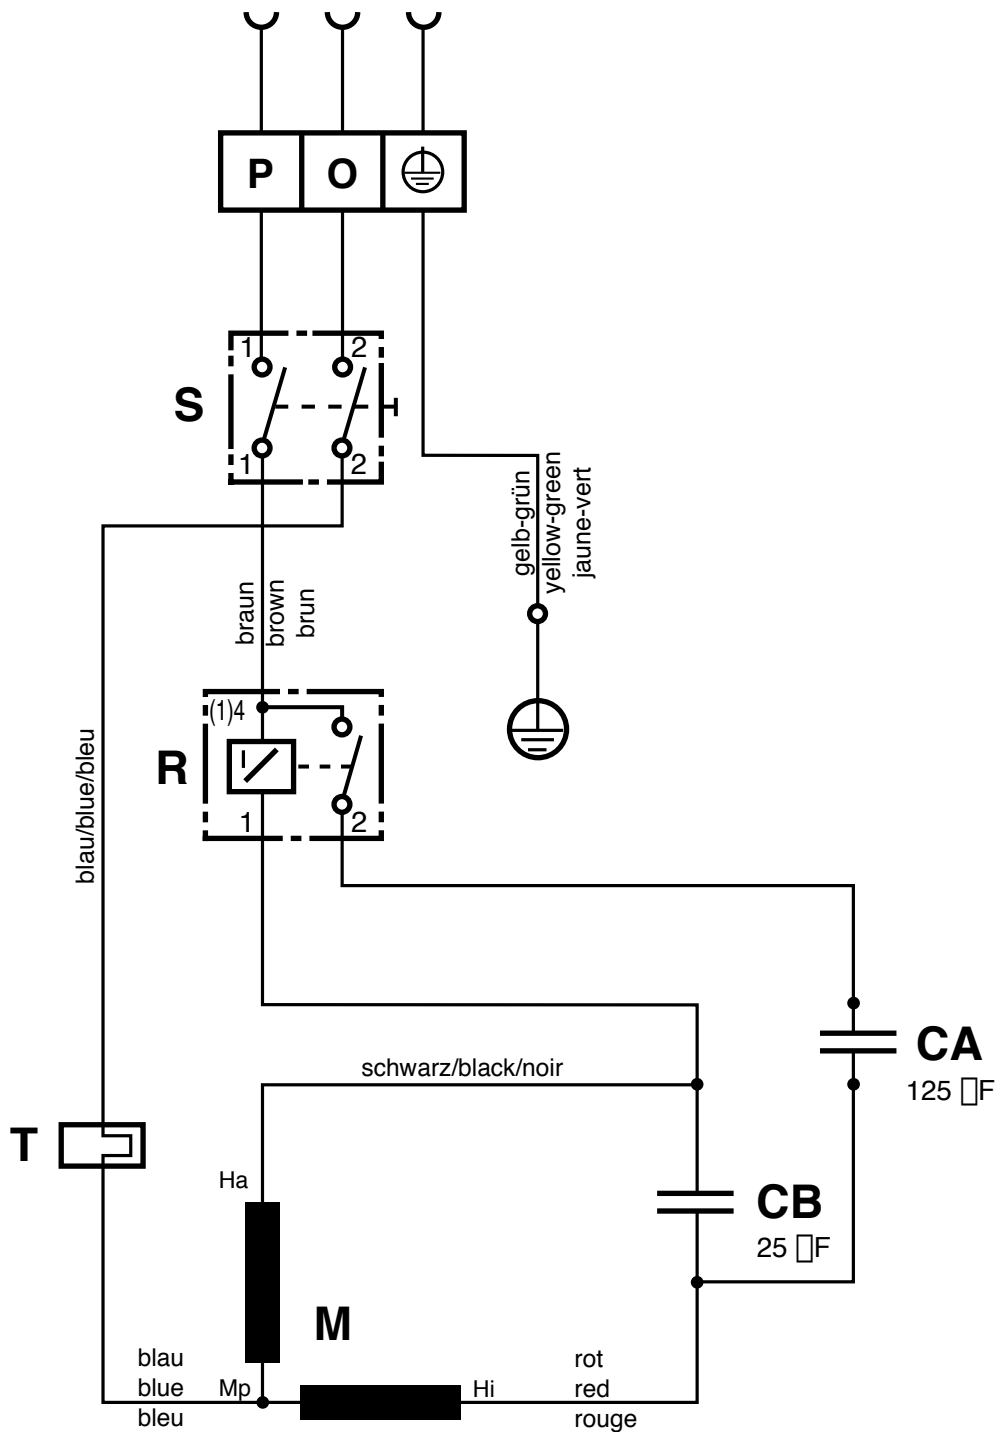 P
O
1
2
S
1
2
gelb-grün
yellow-green
jaune-vert
braun
brown
brun
(1)4
R
I
1
2
blau/blue/bleu
CA
125 □F
schwarz/black/noir
T
Ha
CB
25 □F
M
blau
blue
bleu
Mp
Hi
rot
red
rouge